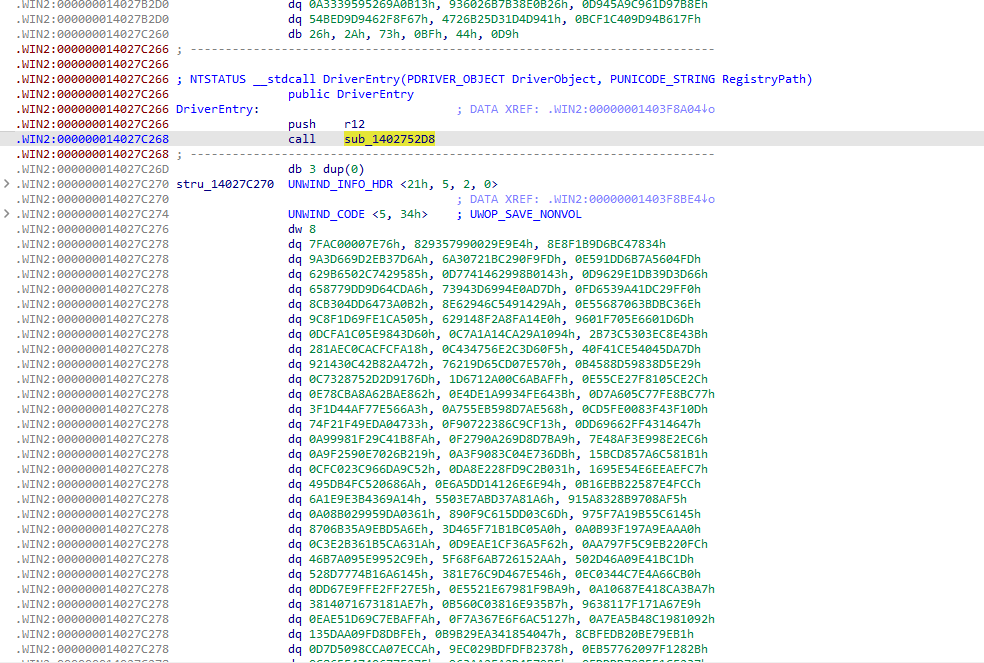 .WIN2:000000014027B2D0 dq 0A3339595269A0B13h, 936026B7B38E0B26h, 0D945A9C961D97B8Eh
.WIN2:000000014027B2D0 dq 54BED9D9462F8F67h, 4726B25D31D4D941h, 0BCF1C409D94B617Fh
.WIN2:000000014027C260 db 26h, 2Ah, 73h, 0BFh, 44h, 0D9h
.WIN2:000000014027C266 ; ---------------------------------------------------------------------------
.WIN2:000000014027C266
.WIN2:000000014027C266 ; NTSTATUS __stdcall DriverEntry(PDRIVER_OBJECT DriverObject, PUNICODE_STRING RegistryPath)
.WIN2:000000014027C266 public DriverEntry
.WIN2:000000014027C266 DriverEntry: ; DATA XREF: .WIN2:00000001403F8A04↓o
.WIN2:000000014027C266 push r12
.WIN2:000000014027C268 call sub_1402752D8
.WIN2:000000014027C268 ; ---------------------------------------------------------------------------
.WIN2:000000014027C26D db 3 dup(0)
.WIN2:000000014027C270 stru_14027C270 UNWIND_INFO_HDR <21h, 5, 2, 0>
.WIN2:000000014027C270 ; DATA XREF: .WIN2:00000001403F8BE4↓o
.WIN2:000000014027C274 UNWIND_CODE <5, 34h> ; UWOP_SAVE_NONVOL
.WIN2:000000014027C276 dw 8
.WIN2:000000014027C278 dq 7FAC00007E76h, 829357990029E9E4h, 8E8F1B9D6BC47834h
.WIN2:000000014027C278 dq 9A3D669D2EB37D6Ah, 6A30721BC290F9FDh, 0E591DD6B7A5604FDh
.WIN2:000000014027C278 dq 629B6502C7429585h, 0D7741462998B0143h, 0D9629E1DB39D3D66h
.WIN2:000000014027C278 dq 658779DD9D64CDA6h, 73943D6994E0AD7Dh, 0FD6539A41DC29FF0h
.WIN2:000000014027C278 dq 8CB304DD6473A0B2h, 8E62946C5491429Ah, 0E55687063BDBC36Eh
.WIN2:000000014027C278 dq 9C8F1D69FE1CA505h, 629148F2A8FA14E0h, 9601F705E6601D6Dh
.WIN2:000000014027C278 dq 0DCFA1C05E9843D60h, 0C7A1A14CA29A1094h, 2B73C5303EC8E43Bh
.WIN2:000000014027C278 dq 281AEC0CACFCFA18h, 0C434756E2C3D60F5h, 40F41CE54045DA7Dh
.WIN2:000000014027C278 dq 921430C42B82A472h, 76219D65CD07E570h, 0B4588D59838D5E29h
.WIN2:000000014027C278 dq 0C7328752D2D9176Dh, 1D6712A00C6ABAFFh, 0E55CE27F8105CE2Ch
.WIN2:000000014027C278 dq 0E78CBA8A62BAE862h, 0E4DE1A9934FE643Bh, 0D7A605C77FE8BC77h
.WIN2:000000014027C278 dq 3F1D44AF77E566A3h, 0A755EB598D7AE568h, 0CD5FE0083F43F10Dh
.WIN2:000000014027C278 dq 74F21F49EDA04733h, 0F90722386C9CF13h, 0DD69662FF4314647h
.WIN2:000000014027C278 dq 0A99981F29C41B8FAh, 0F2790A269D8D7BA9h, 7E48AF3E998E2EC6h
.WIN2:000000014027C278 dq 0A9F2590E7026B219h, 0A3F9083C04E736DBh, 15BCD857A6C581B1h
.WIN2:000000014027C278 dq 0CFC023C966DA9C52h, 0DA8E228FD9C2B031h, 1695E54E6EEAEFC7h
.WIN2:000000014027C278 dq 495DB4FC520686Ah, 0E6A5DD14126E6E94h, 0B16EBB22587E4FCCh
.WIN2:000000014027C278 dq 6A1E9E3B4369A14h, 5503E7ABD37A81A6h, 915A8328B9708AF5h
.WIN2:000000014027C278 dq 0A08B029959DA0361h, 890F9C615DD03C6Dh, 975F7A19B55C6145h
.WIN2:000000014027C278 dq 8706B35A9EBD5A6Eh, 3D465F71B1BC05A0h, 0A0B93F197A9EAAA0h
.WIN2:000000014027C278 dq 0C3E2B361B5CA631Ah, 0D9EAE1CF36A5F62h, 0AA797F5C9EB220FCh
.WIN2:000000014027C278 dq 46B7A095E9952C9Eh, 5F68F6AB726152AAh, 502D46A09E41BC1Dh
.WIN2:000000014027C278 dq 528D7774B16A6145h, 381E76C9D467E546h, 0EC0344C7E4A66CB0h
.WIN2:000000014027C278 dq 0DD67E9FFE2FF27E5h, 0E5521E67981F9BA9h, 0A10687E418CA3BA7h
.WIN2:000000014027C278 dq 3814071673181AE7h, 0B560C03816E935B7h, 9638117F171A67E9h
.WIN2:000000014027C278 dq 0EAE51D69C7EBAFFAh, 0F7A367E6F6AC5127h, 0A7EA5B48C1981092h
.WIN2:000000014027C278 dq 135DAA09FD8DBFEh, 0B9B29EA341854047h, 8CBFEDB20BE79EB1h
.WIN2:000000014027C278 dq 0D7D5098CCA07ECCAh, 9EC029BDFDFB2378h, 0EB57762097F1282Bh